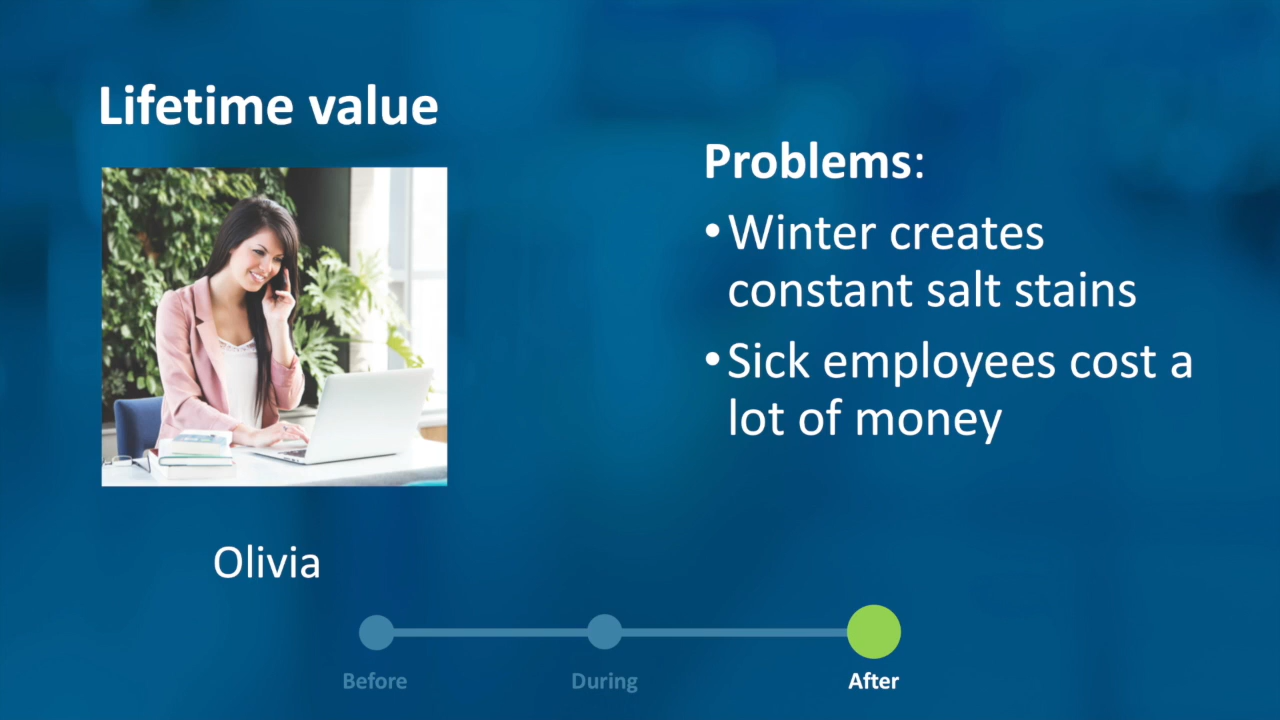 Lifetime value
Problems:
•Winter creates
constant salt stains
•Sick employees cost a
lot of money
Olivia
Before
During
After